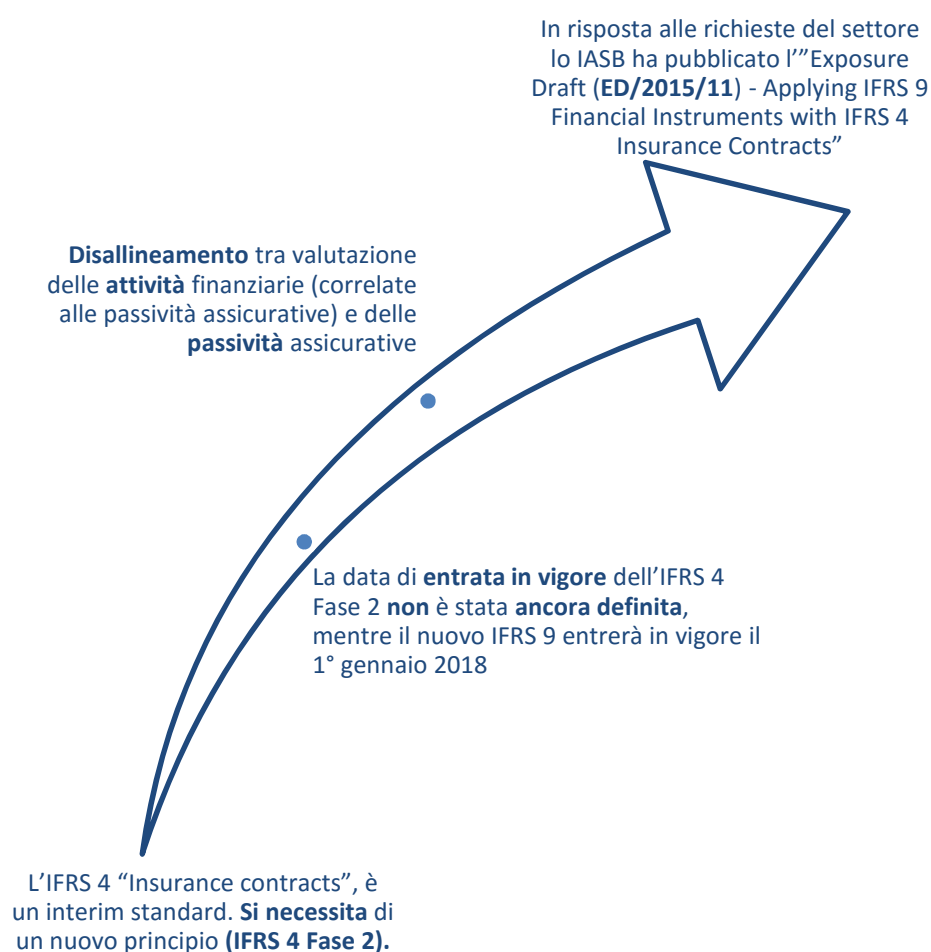 In risposta alle richieste del settore
lo IASB ha pubblicato l'”Exposure
Draft (ED/2015/11) - Applying IFRS 9
Financial Instruments with IFRS 4
Insurance Contracts”
Disallineamento tra valutazione
delle attività finanziarie (correlate
alle passività assicurative) e delle
passività assicurative
La data di entrata in vigore dell’IFRS 4
Fase 2 non è stata ancora definita,
mentre il nuovo IFRS 9 entrerà in vigore il
1° gennaio 2018
L’IFRS 4 “Insurance contracts”, è
un interim standard. Si necessita di
un nuovo principio (IFRS 4 Fase 2).